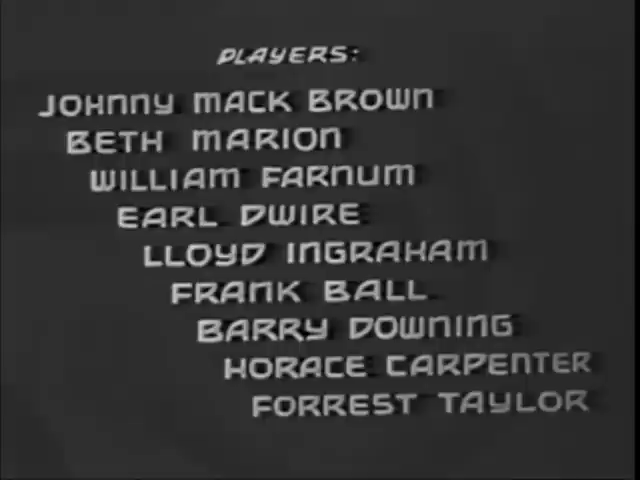 PLAYERS:
JOHNNY MACK BROWN
BETH MARION
WILLIAM FARNUM
EARL DWIRE
LLOYD INGRAHAM
FRANK BALL
BARRY DOWNING
HORACE CARPENTER
FORREST TAYLOR